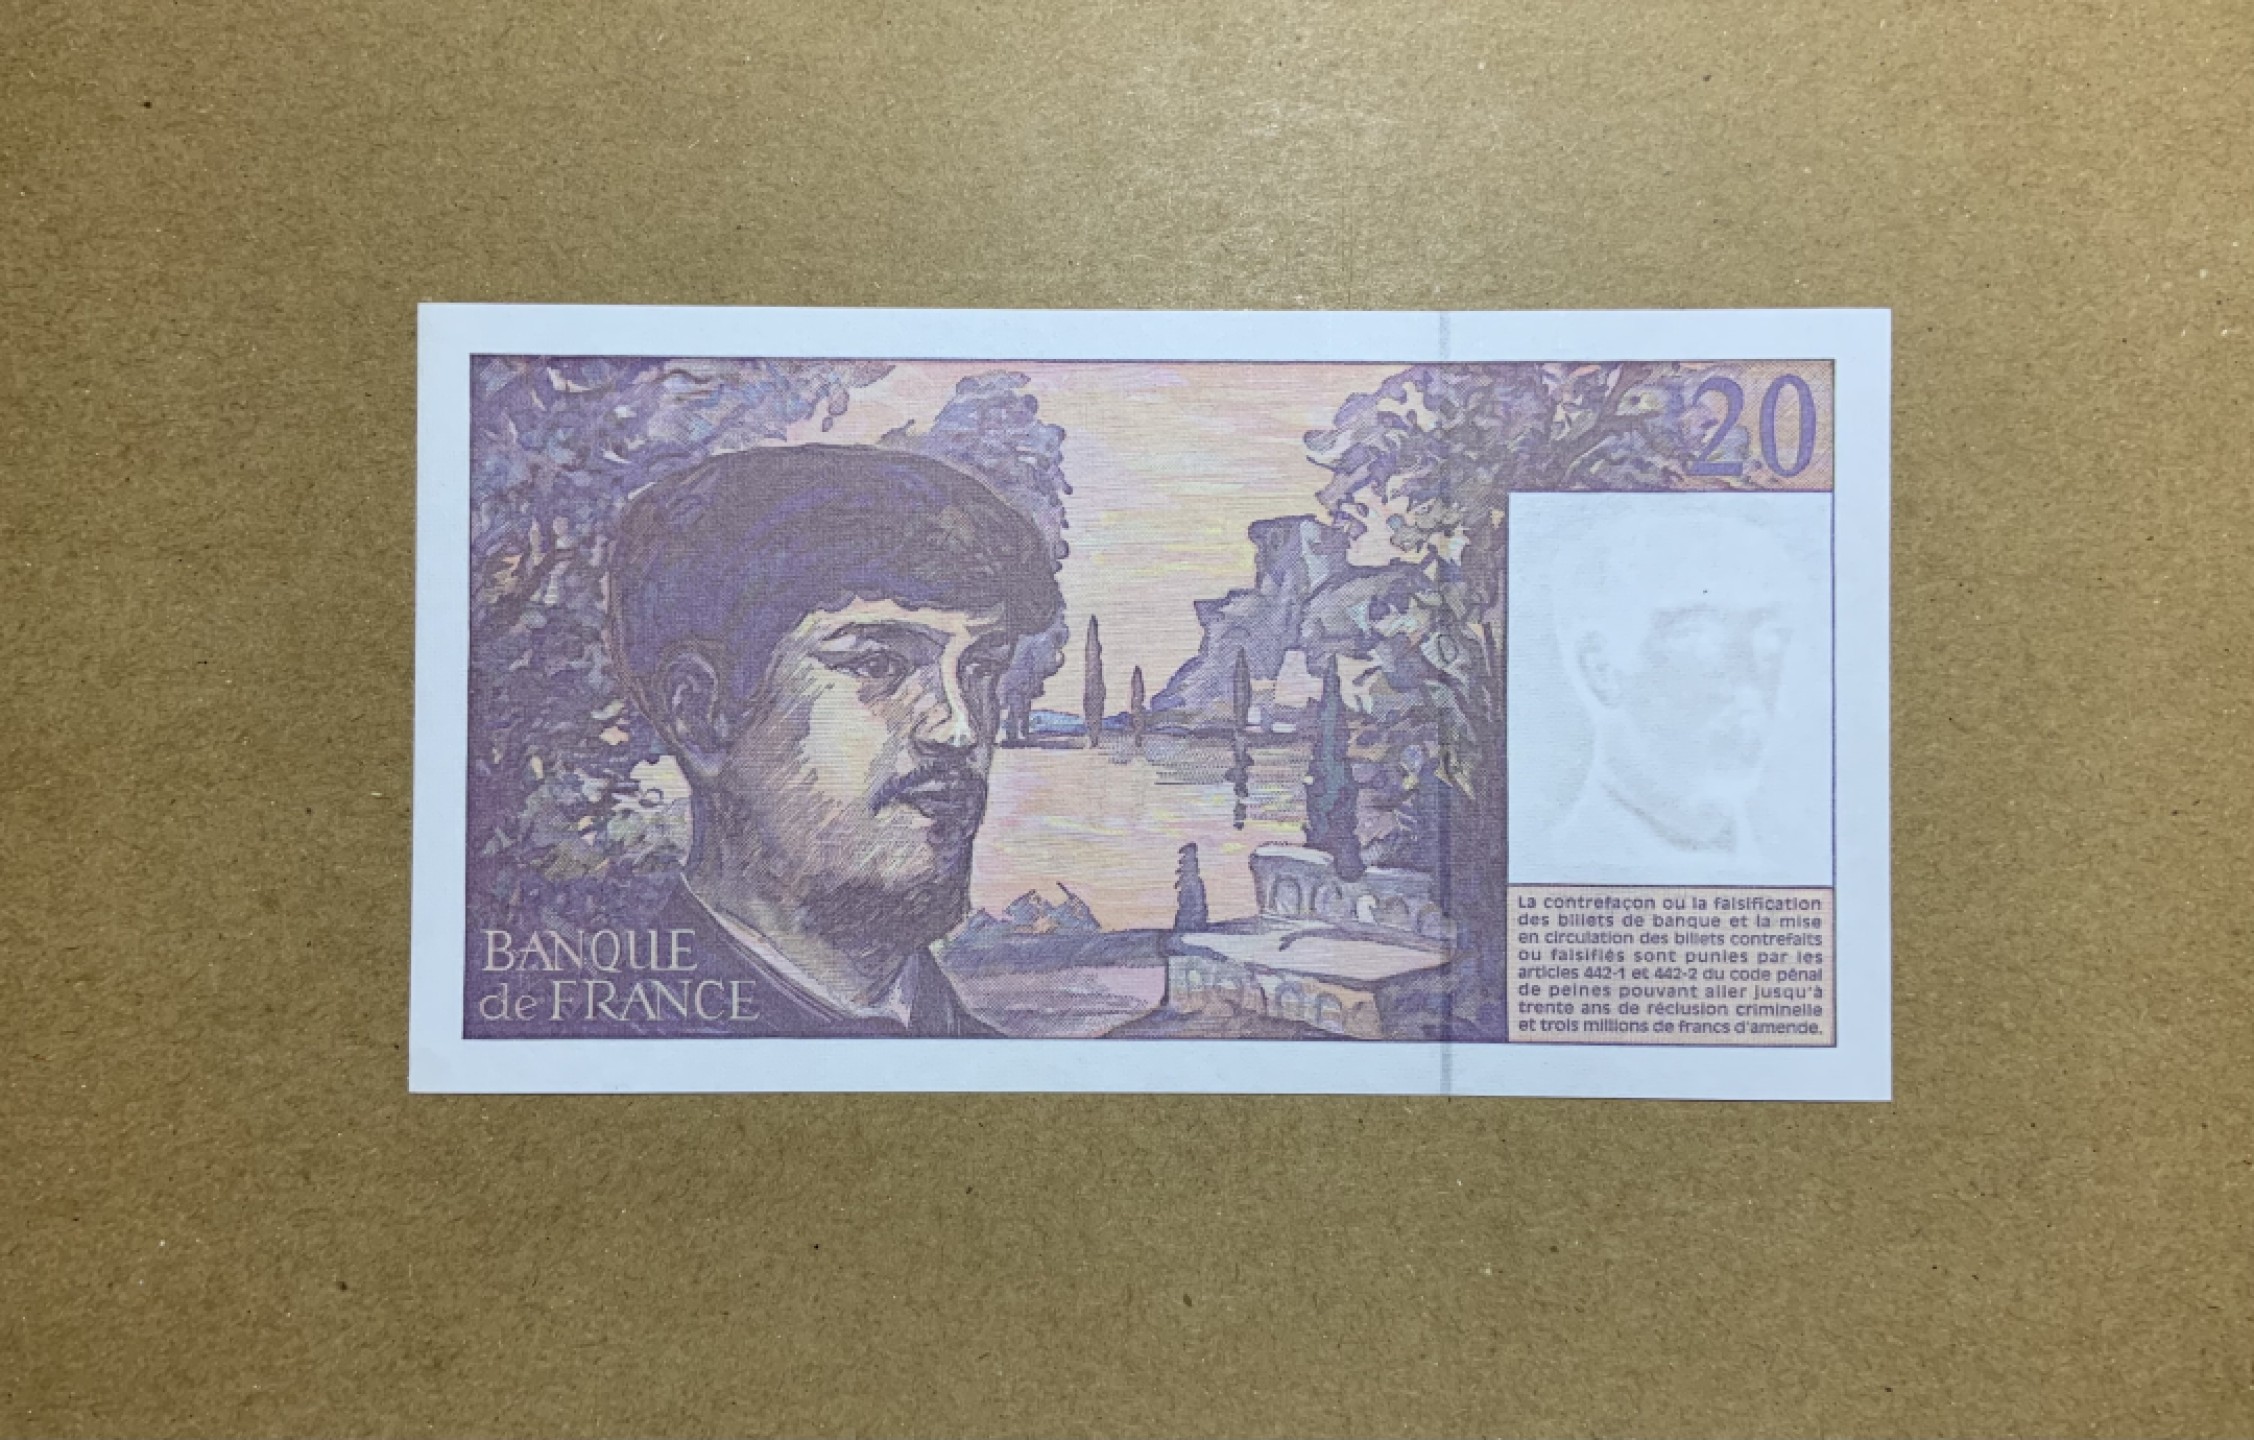 20
BANQUE
de FRANCE
La contrefaçon ou la falsification
des billets de banque et la mise
en circulation des billets contrefaits
ou falsifiés sont punies par les
articles 442-1 et 442-2 du code pénal
de peines pouvant aller jusqu'à
trente ans de réclusion criminelle
et trois millions de francs d'amende.